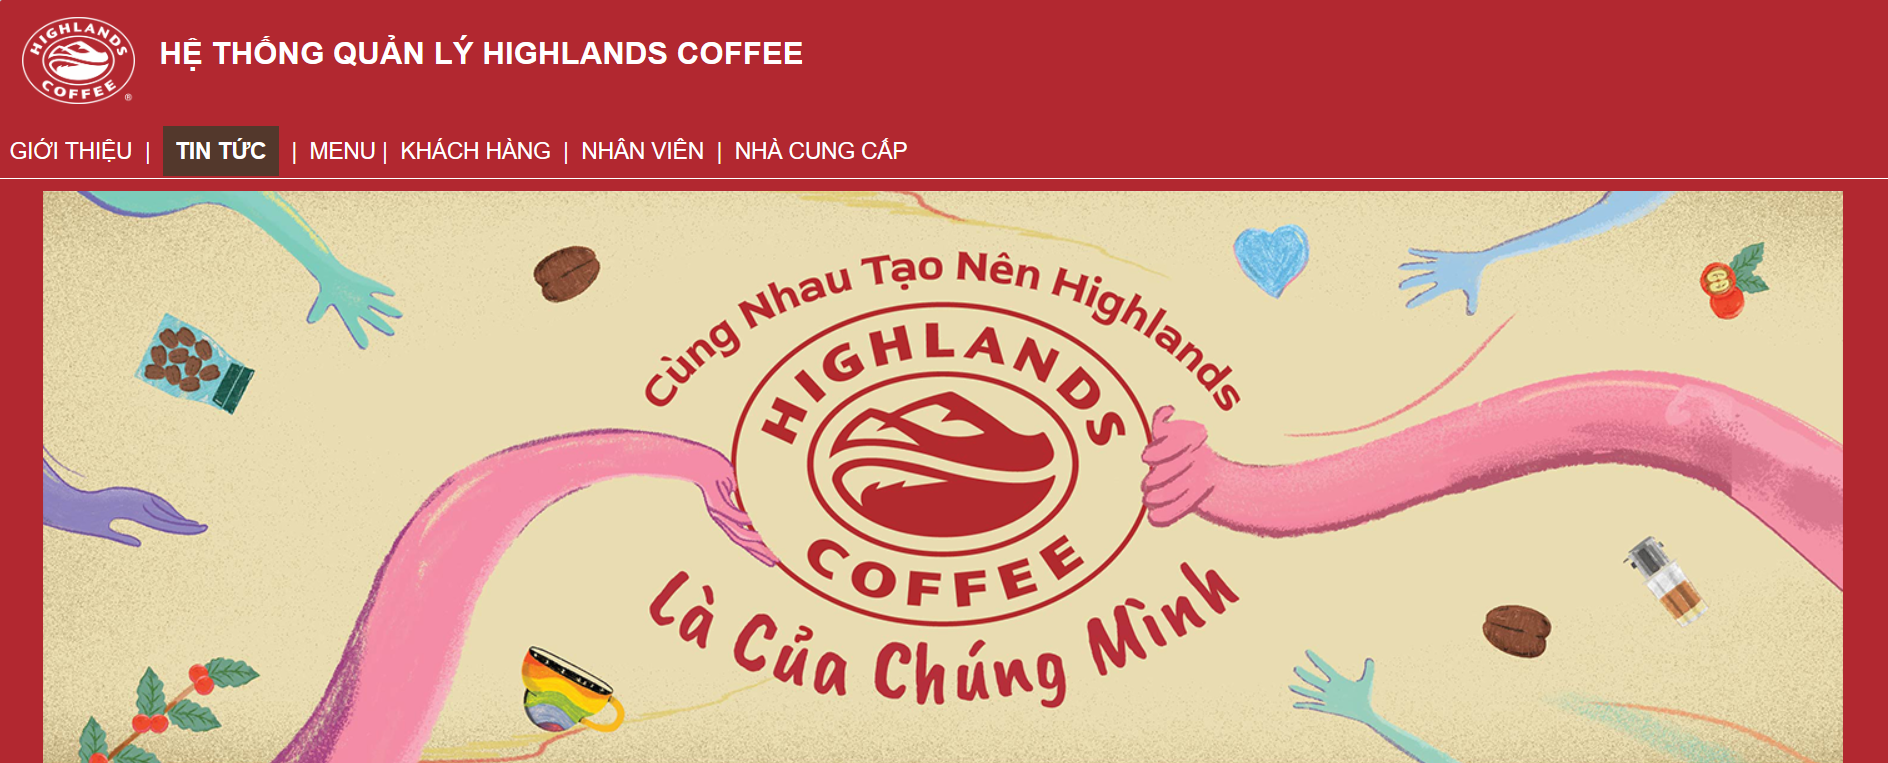 HIGHLANDS
COFFEE
®
HỆ THỐNG QUẢN LÝ HIGHLANDS COFFEE
GIỚI THIỆU | TIN TỨC | MENU | KHÁCH HÀNG | NHÂN VIÊN | NHÀ CUNG CẤP
Cùng Nhau Tạo Nên Highlands
HIGHLANDS
COFFEE
Là Của Chúng Mình